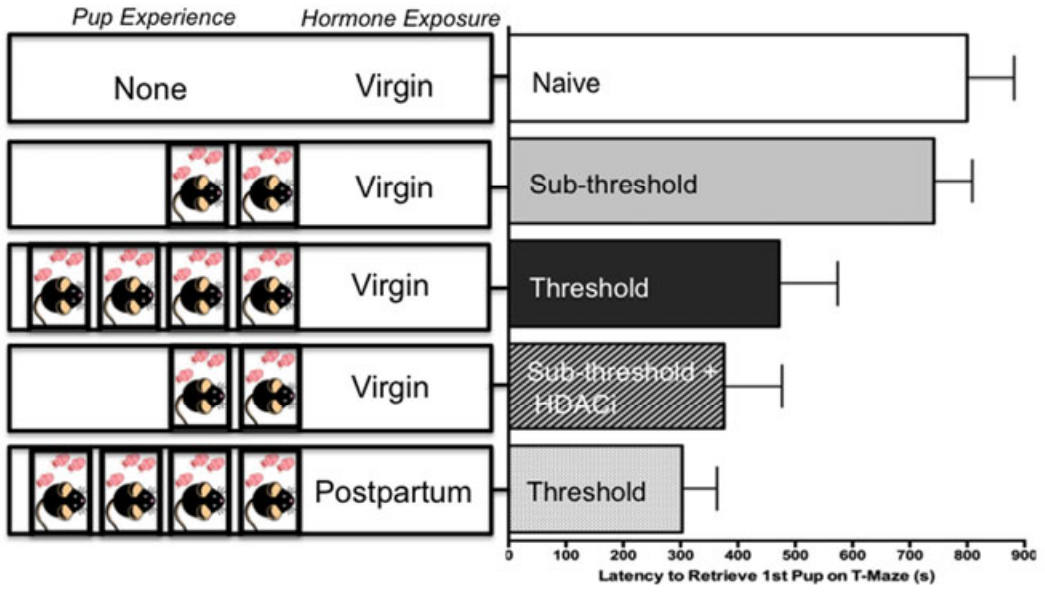 Pup Experience Hormone Exposure
None Virgin Naive
Virgin Sub-threshold
Virgin Threshold
Virgin Sub-threshold +
HDACi
Postpartum Threshold
0 100 200 300 400 500 600 700 800 900
Latency to Retrieve 1st Pup on T-Maze (s)